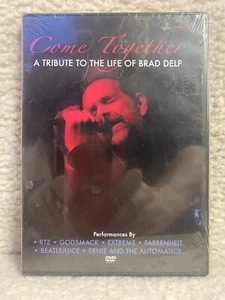 Come Together
A TRIBUTE TO THE LIFE OF BRAD DELP
Performances By
• RTZ • GODSMACK • EXTREME • FARRENHEIT
• BEATLEJUICE • ERNIE AND THE AUTOMATICS
DVD